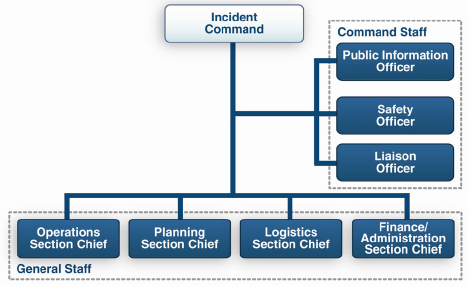 Incident
Command
Command Staff
Public Information
Officer
Safety
Officer
Liaison
Officer
Operations
Section Chief
Planning
Section Chief
Logistics
Section Chief
Finance/
Administration
Section Chief
General Staff